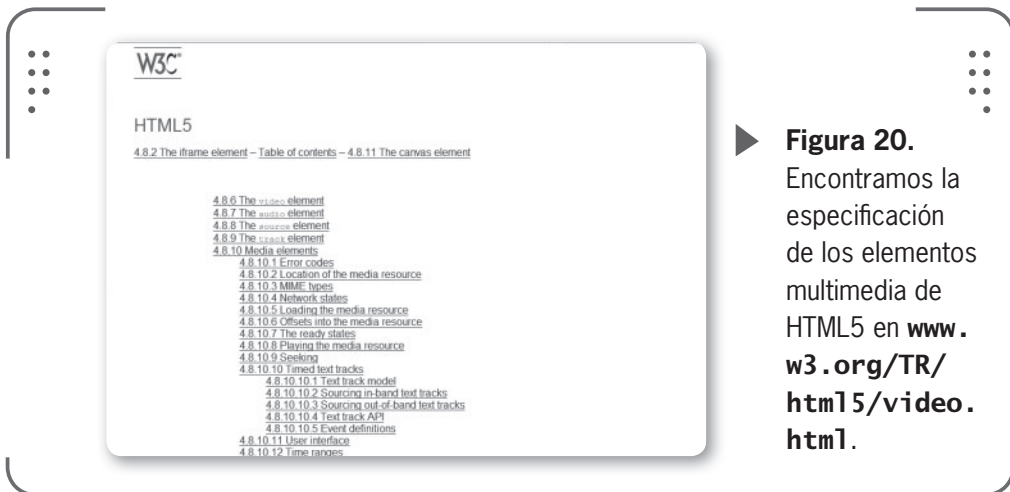 W3C
HTML5
4.8.2 The iframe element – Table of contents – 4.8.11 The canvas element
4.8.6 The video element
4.8.7 The audio element
4.8.8 The source element
4.8.9 The track element
4.8.10 Media elements
4.8.10.1 Error codes
4.8.10.2 Location of the media resource
4.8.10.3 MIME types
4.8.10.4 Network states
4.8.10.5 Loading the media resource
4.8.10.6 Offsets into the media resource
4.8.10.7 The ready states
4.8.10.8 Playing the media resource
4.8.10.9 Seeking
4.8.10.10 Timed text tracks
4.8.10.10.1 Text track model
4.8.10.10.2 Sourcing in-band text tracks
4.8.10.10.3 Sourcing out-of-band text tracks
4.8.10.10.4 Text track API
4.8.10.10.5 Event definitions
4.8.10.11 User interface
4.8.10.12 Time ranges
Figura 20.
Encontramos la
especificación
de los elementos
multimedia de
HTML5 en www.
w3.org/TR/
html5/video.
html.